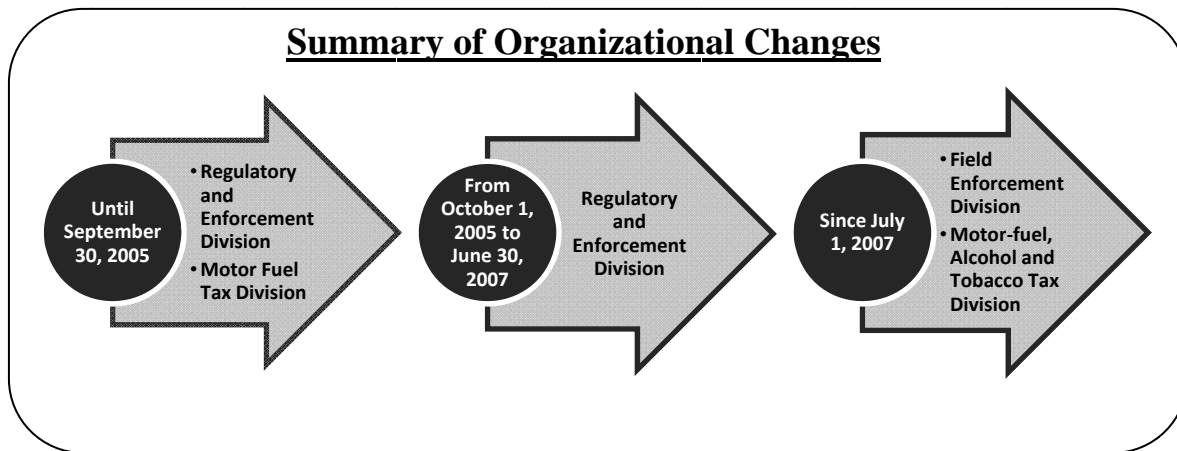 Summary of Organizational Changes
Until
September
30, 2005
• Regulatory
and
Enforcement
Division
• Motor Fuel
Tax Division
From
October 1,
2005 to
June 30,
2007
Regulatory
and
Enforcement
Division
Since July
1, 2007
• Field
Enforcement
Division
• Motor-fuel,
Alcohol and
Tobacco Tax
Division